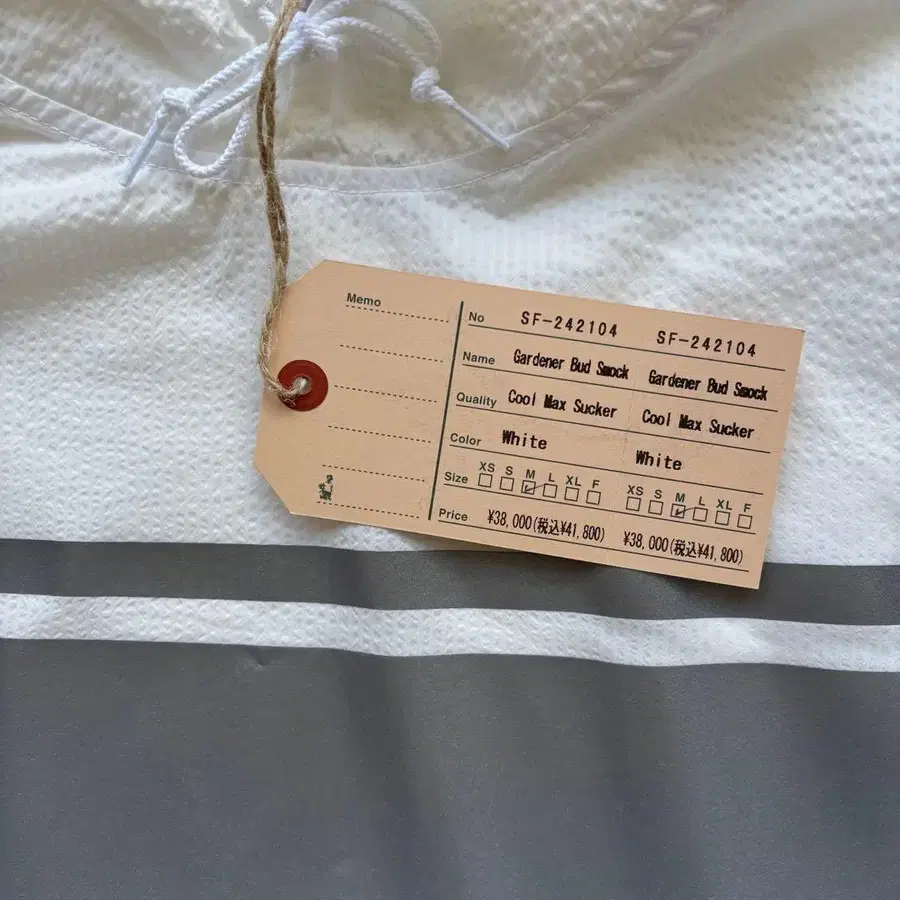 Memo
No SF-242104 SF-242104
Name Gardener Bud Smock Gardener Bud Smock
Quality Cool Max Sucker Cool Max Sucker
Color White White
XS S M L XL F XS S M L XL F
Size
Price ¥38,000(税込¥41,800) ¥38,000(税込¥41,800)